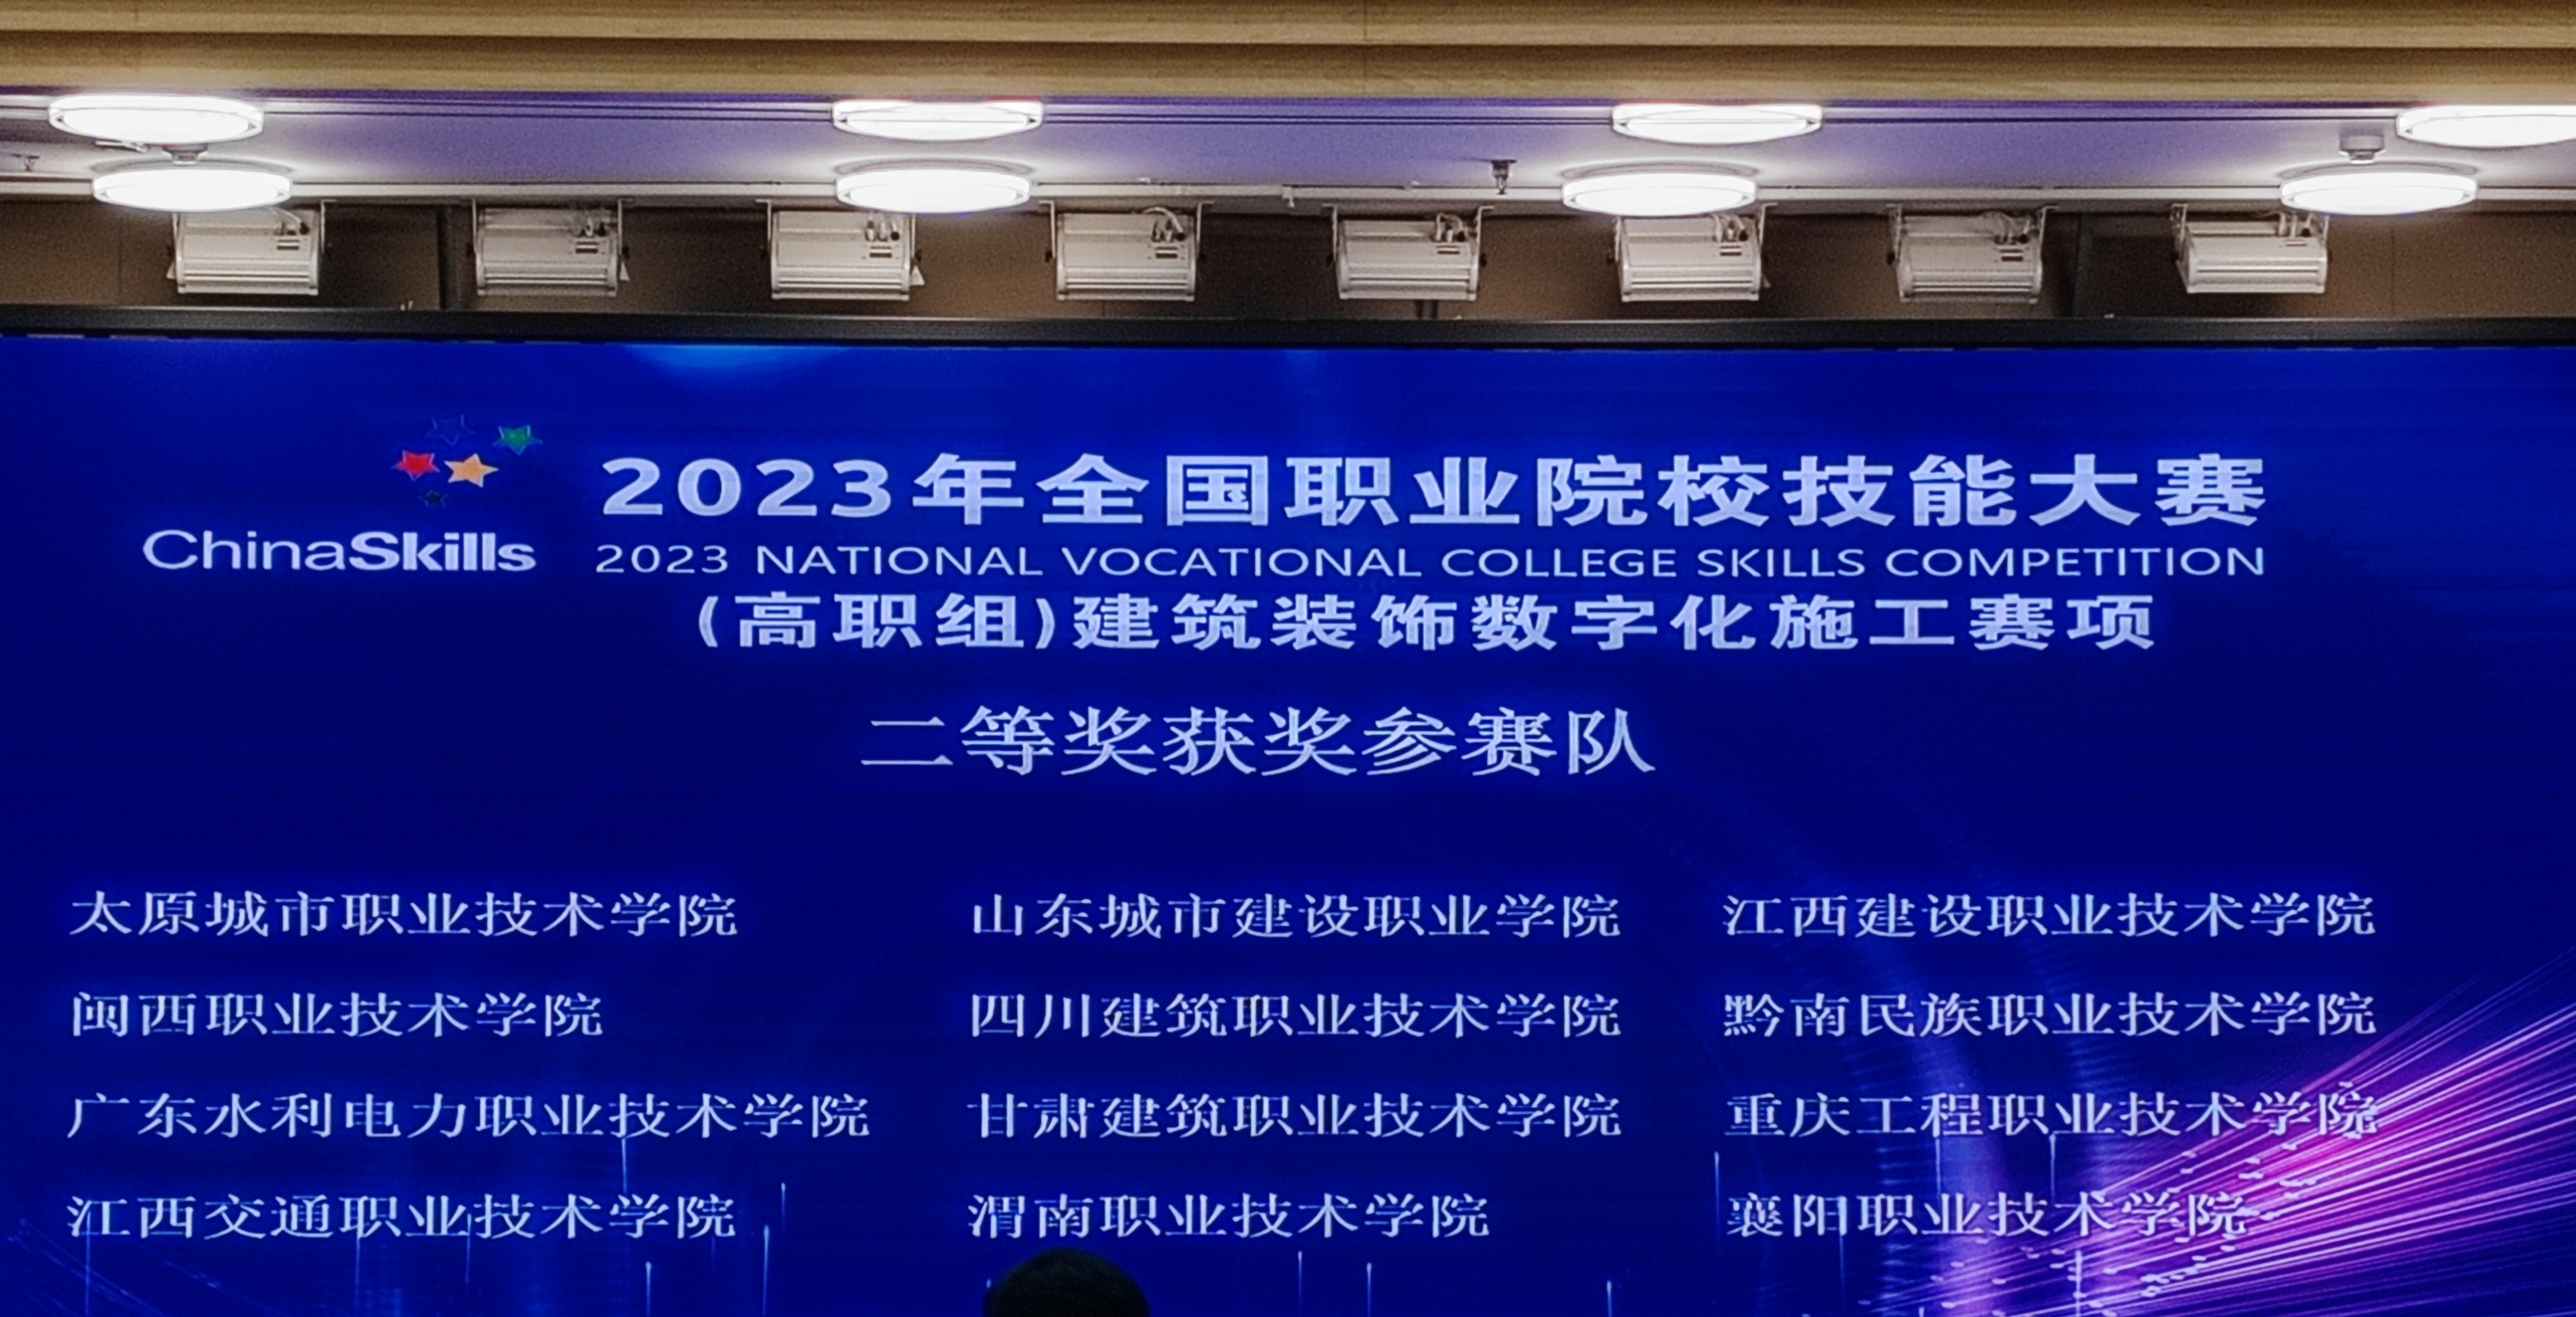 ChinaSkills
2023年全国职业院校技能大赛
2023 NATIONAL VOCATIONAL COLLEGE SKILLS COMPETITION
(高职组)建筑装饰数字化施工赛项
二等奖获奖参赛队
太原城市职业技术学院 山东城市建设职业学院 江西建设职业技术学院
闽西职业技术学院 四川建筑职业技术学院 黔南民族职业技术学院
广东水利电力职业技术学院 甘肃建筑职业技术学院 重庆工程职业技术学院
江西交通职业技术学院 渭南职业技术学院 襄阳职业技术学院